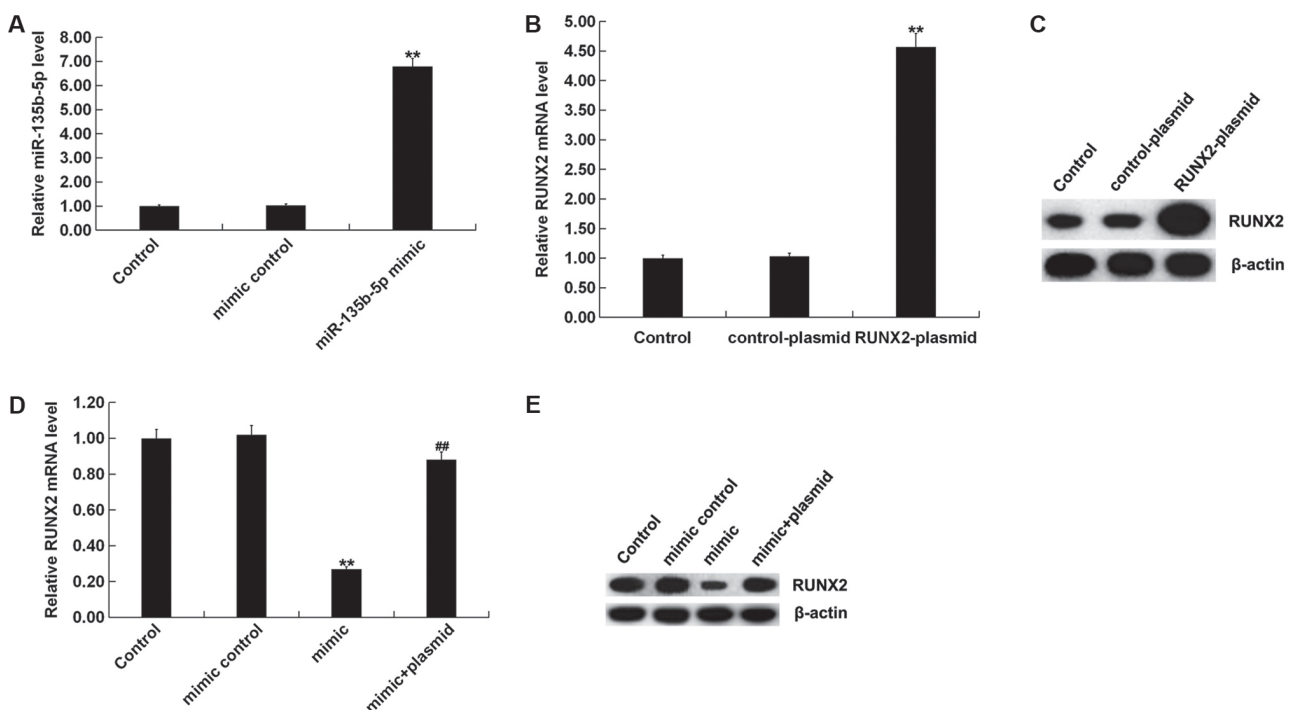 A
Relative miR-135b-5p level
8.00
7.00
6.00
5.00
4.00
3.00
2.00
1.00
0.00
**
Control
mimic control
miR-135b-5p mimic
B
Relative RUNX2 mRNA level
5.00
4.50
4.00
3.50
3.00
2.50
2.00
1.50
1.00
0.50
0.00
**
Control
control-plasmid
RUNX2-plasmid
C
Control
control-plasmid
RUNX2-plasmid
RUNX2
β-actin
D
Relative RUNX2 mRNA level
1.20
1.00
0.80
0.60
0.40
0.20
0.00
**
##
Control
mimic control
mimic
mimic+plasmid
E
Control
mimic control
mimic
mimic+plasmid
RUNX2
β-actin